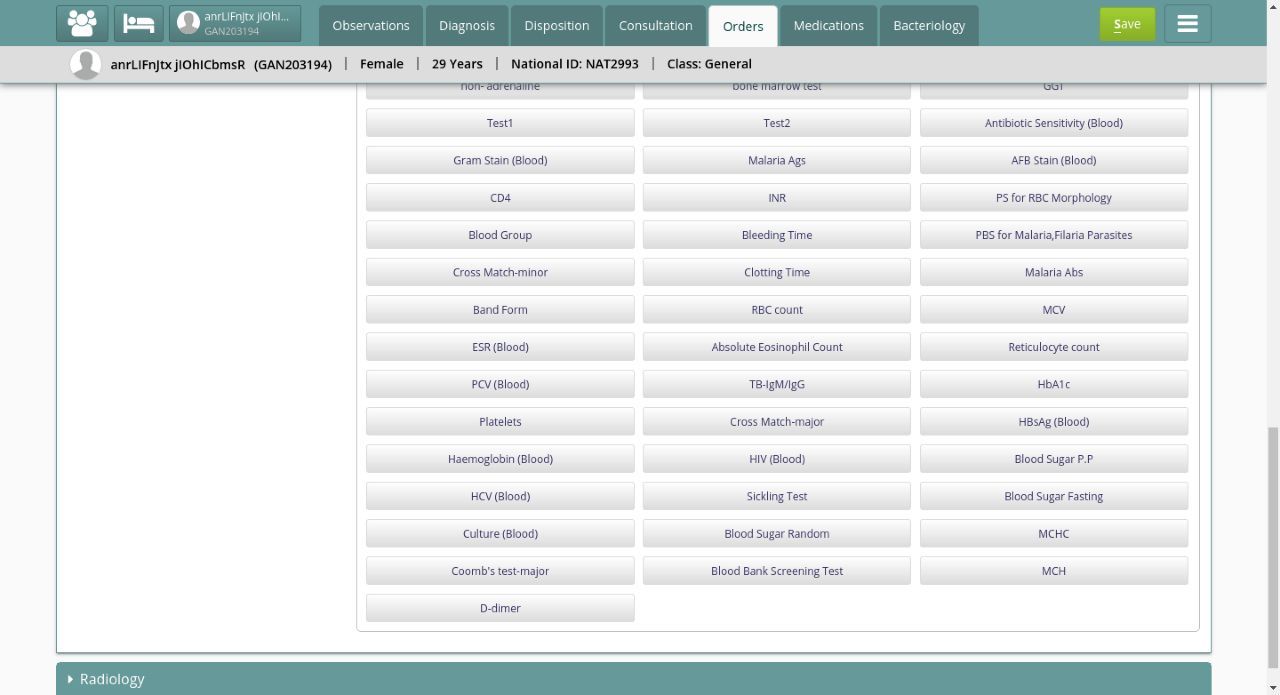 anrLIFnJtx jIOhI...
GAN203194
Observations
Diagnosis
Disposition
Consultation
Orders
Medications
Bacteriology
Save
anrLIFnJtx jIOhICbmsR (GAN203194) | Female | 29 Years | National ID: NAT2993 | Class: General
non- adrenaline
bone marrow test
GGT
Test1
Test2
Antibiotic Sensitivity (Blood)
Gram Stain (Blood)
Malaria Ags
AFB Stain (Blood)
CD4
INR
PS for RBC Morphology
Blood Group
Bleeding Time
PBS for Malaria,Filaria Parasites
Cross Match-minor
Clotting Time
Malaria Abs
Band Form
RBC count
MCV
ESR (Blood)
Absolute Eosinophil Count
Reticulocyte count
PCV (Blood)
TB-IgM/IgG
HbA1c
Platelets
Cross Match-major
HBsAg (Blood)
Haemoglobin (Blood)
HIV (Blood)
Blood Sugar P.P
HCV (Blood)
Sickling Test
Blood Sugar Fasting
Culture (Blood)
Blood Sugar Random
MCHC
Coomb's test-major
Blood Bank Screening Test
MCH
D-dimer
Radiology